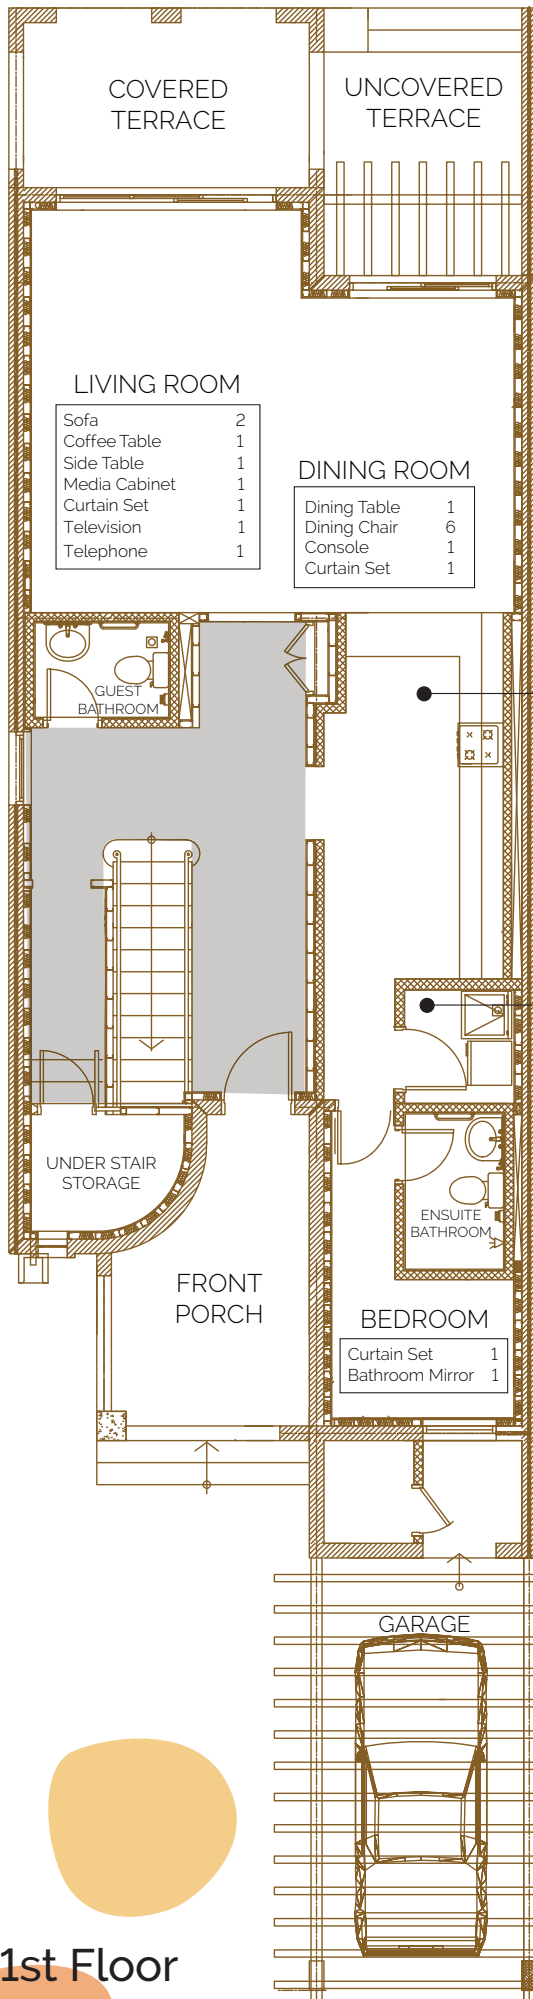 COVERED
TERRACE
UNCOVERED
TERRACE
LIVING ROOM
Sofa 2
Coffee Table 1
Side Table 1
Media Cabinet 1
Curtain Set 1
Television 1
Telephone 1
DINING ROOM
Dining Table 1
Dining Chair 6
Console 1
Curtain Set 1
GUEST
BATHROOM
UNDER STAIR
STORAGE
ENSUITE
BATHROOM
FRONT
PORCH
BEDROOM
Curtain Set 1
Bathroom Mirror 1
GARAGE
1st Floor